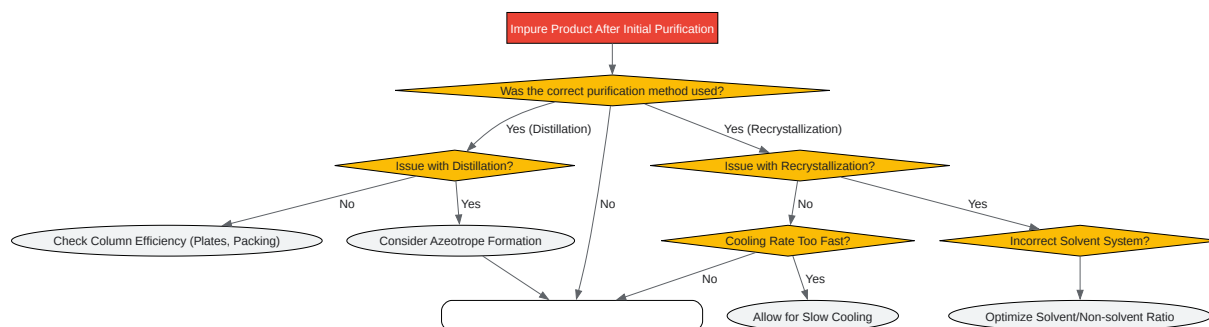 Impure Product After Initial Purification
Was the correct purification method used?
Yes (Distillation)
Yes (Recrystallization)
Issue with Distillation?
Issue with Recrystallization?
No
Yes
No
No
Yes
Check Column Efficiency (Plates, Packing)
Consider Azeotrope Formation
Cooling Rate Too Fast?
Incorrect Solvent System?
No
Yes
Allow for Slow Cooling
Optimize Solvent/Non-solvent Ratio